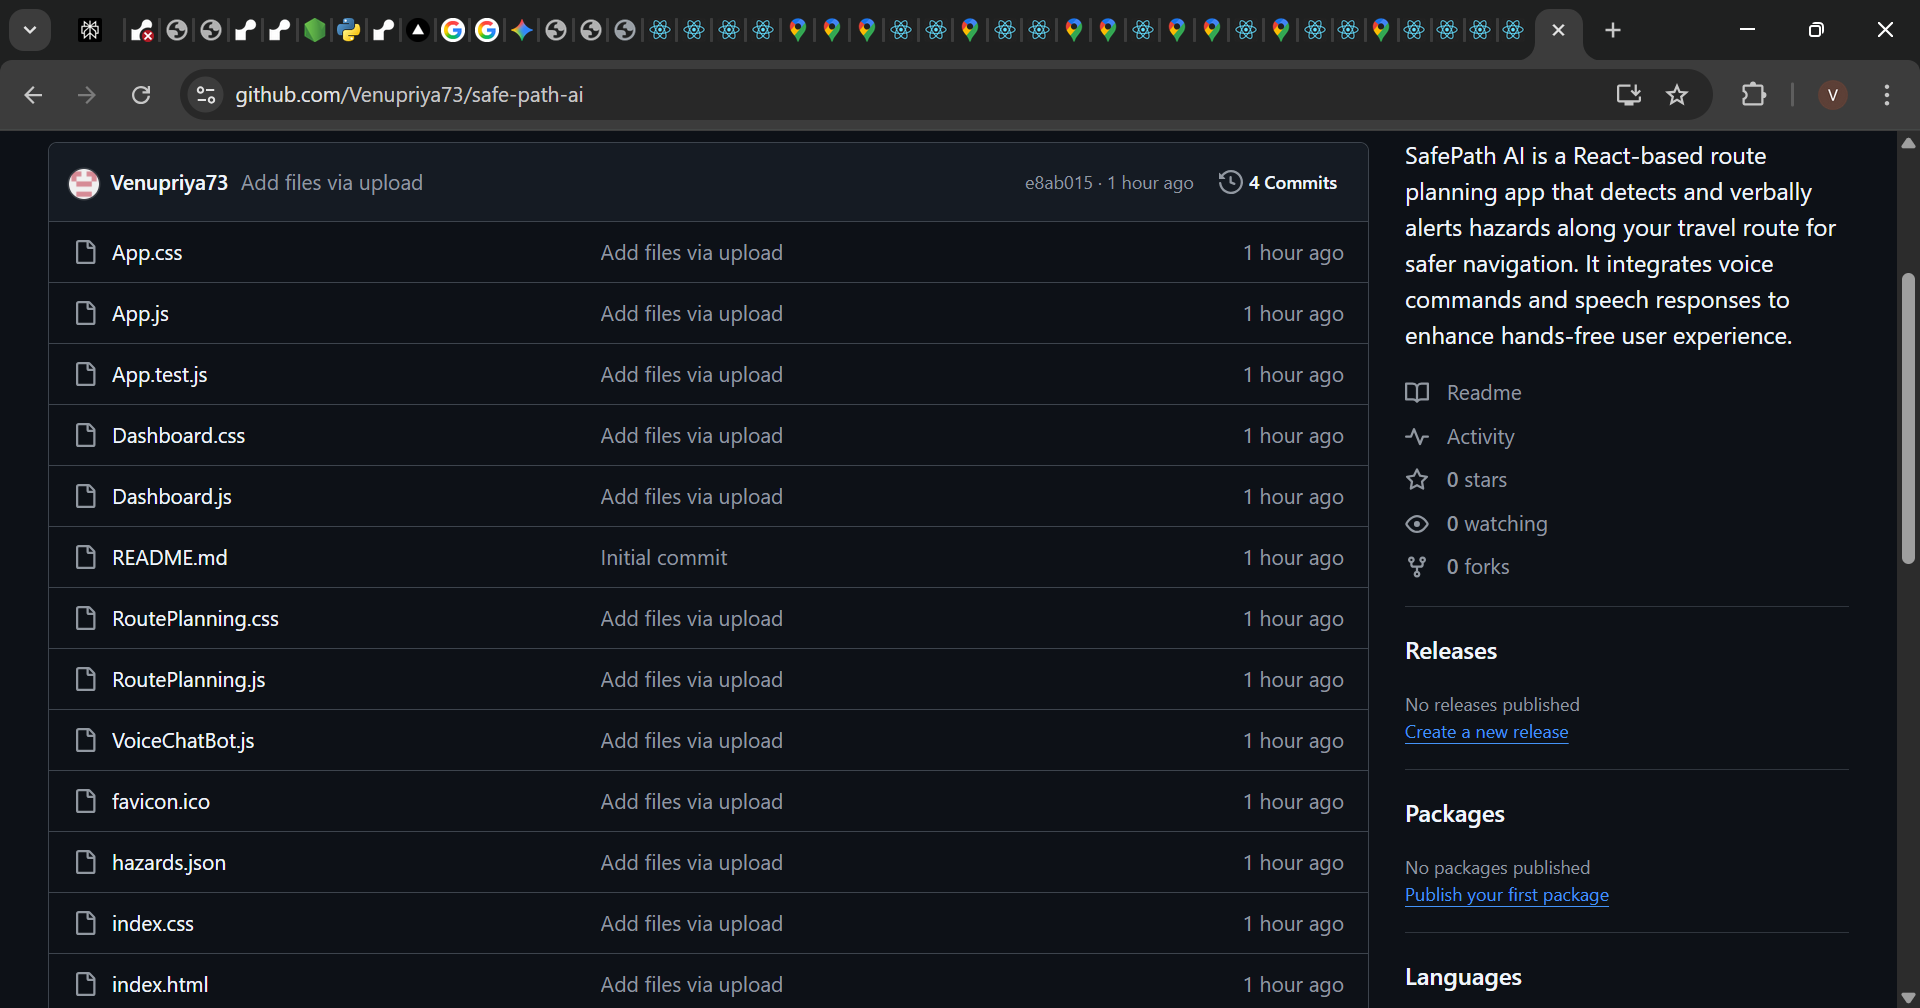 github.com/Venupriya73/safe-path-ai
V
Venupriya73 Add files via upload e8ab015 · 1 hour ago 4 Commits
App.css Add files via upload 1 hour ago
App.js Add files via upload 1 hour ago
App.test.js Add files via upload 1 hour ago
Dashboard.css Add files via upload 1 hour ago
Dashboard.js Add files via upload 1 hour ago
README.md Initial commit 1 hour ago
RoutePlanning.css Add files via upload 1 hour ago
RoutePlanning.js Add files via upload 1 hour ago
VoiceChatBot.js Add files via upload 1 hour ago
favicon.ico Add files via upload 1 hour ago
hazards.json Add files via upload 1 hour ago
index.css Add files via upload 1 hour ago
index.html Add files via upload 1 hour ago
SafePath AI is a React-based route
planning app that detects and verbally
alerts hazards along your travel route for
safer navigation. It integrates voice
commands and speech responses to
enhance hands-free user experience.
Readme
Activity
0 stars
0 watching
0 forks
Releases
No releases published
Create a new release
Packages
No packages published
Publish your first package
Languages